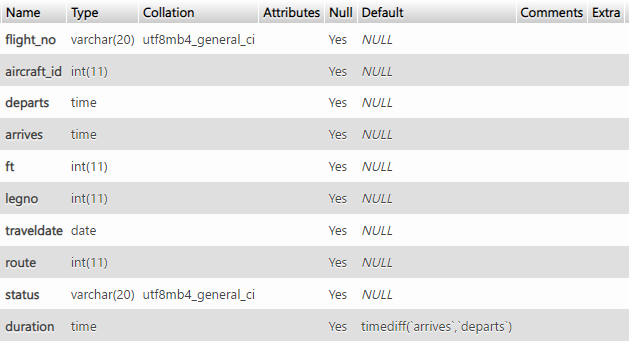 Name Type Collation Attributes Null Default Comments Extra
flight_no varchar(20) utf8mb4_general_ci Yes NULL
aircraft_id int(11) Yes NULL
departs time Yes NULL
arrives time Yes NULL
ft int(11) Yes NULL
legno int(11) Yes NULL
traveldate date Yes NULL
route int(11) Yes NULL
status varchar(20) utf8mb4_general_ci Yes NULL
duration time Yes timediff(`arrives`,`departs`)